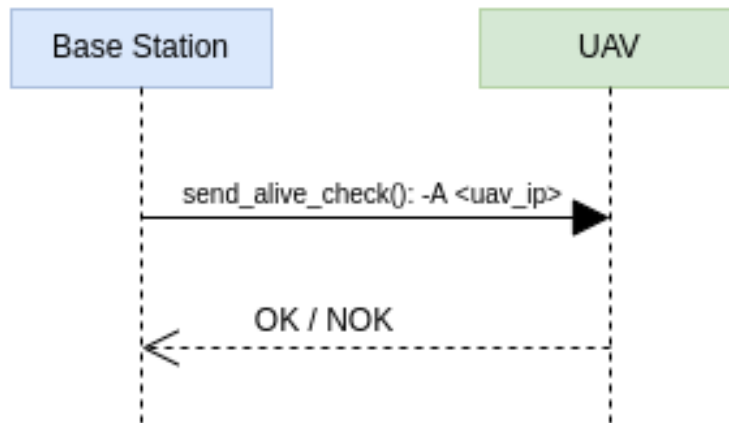 Base Station
UAV
send_alive_check(): -A <uav_ip>
OK / NOK